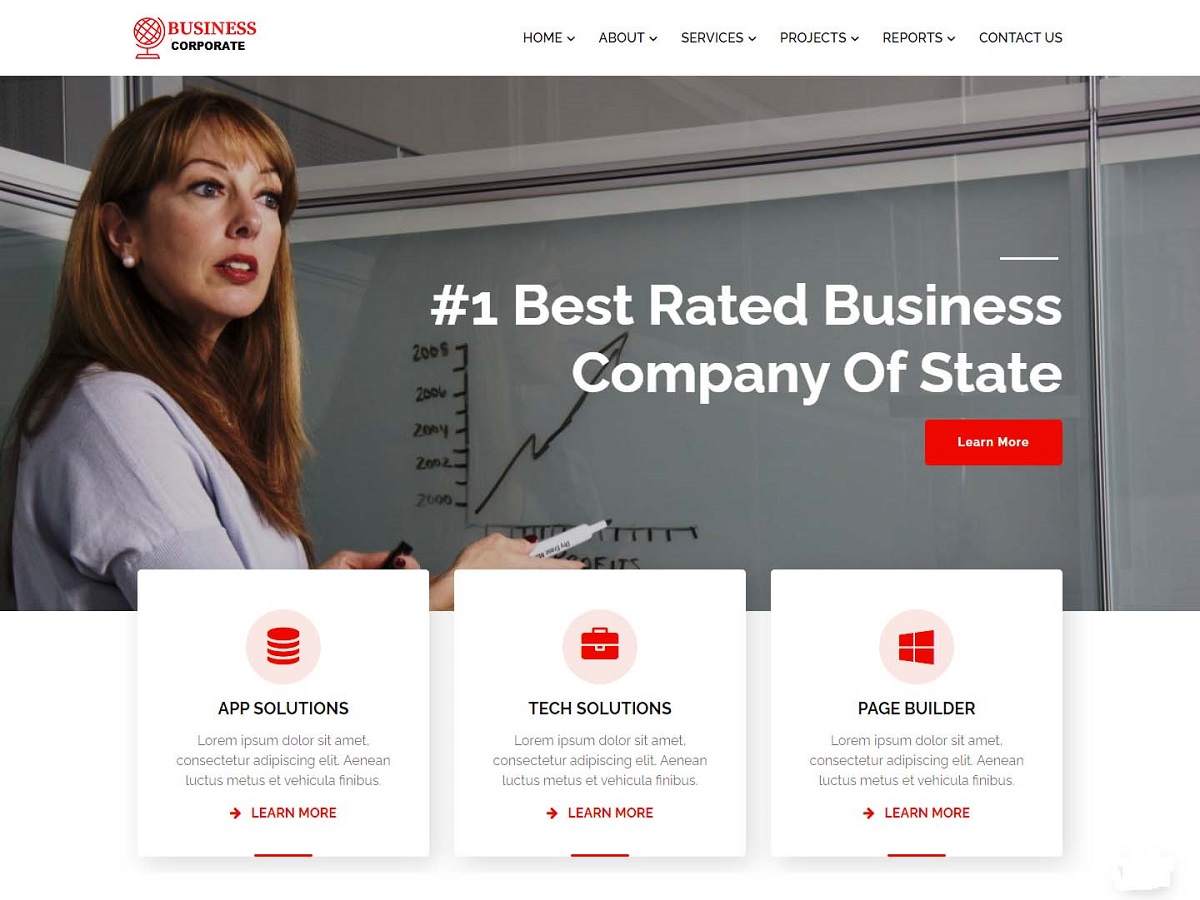 BUSINESS
CORPORATE
HOME
ABOUT
SERVICES
PROJECTS
REPORTS
CONTACT US
#1 Best Rated Business
Company Of State
Learn More
2008
2006
2004
2002
2000
Dry Erase
APP SOLUTIONS
Lorem ipsum dolor sit amet,
consectetur adipiscing elit. Aenean
luctus metus et vehicula finibus.
LEARN MORE
TECH SOLUTIONS
Lorem ipsum dolor sit amet,
consectetur adipiscing elit. Aenean
luctus metus et vehicula finibus.
LEARN MORE
PAGE BUILDER
Lorem ipsum dolor sit amet,
consectetur adipiscing elit. Aenean
luctus metus et vehicula finibus.
LEARN MORE